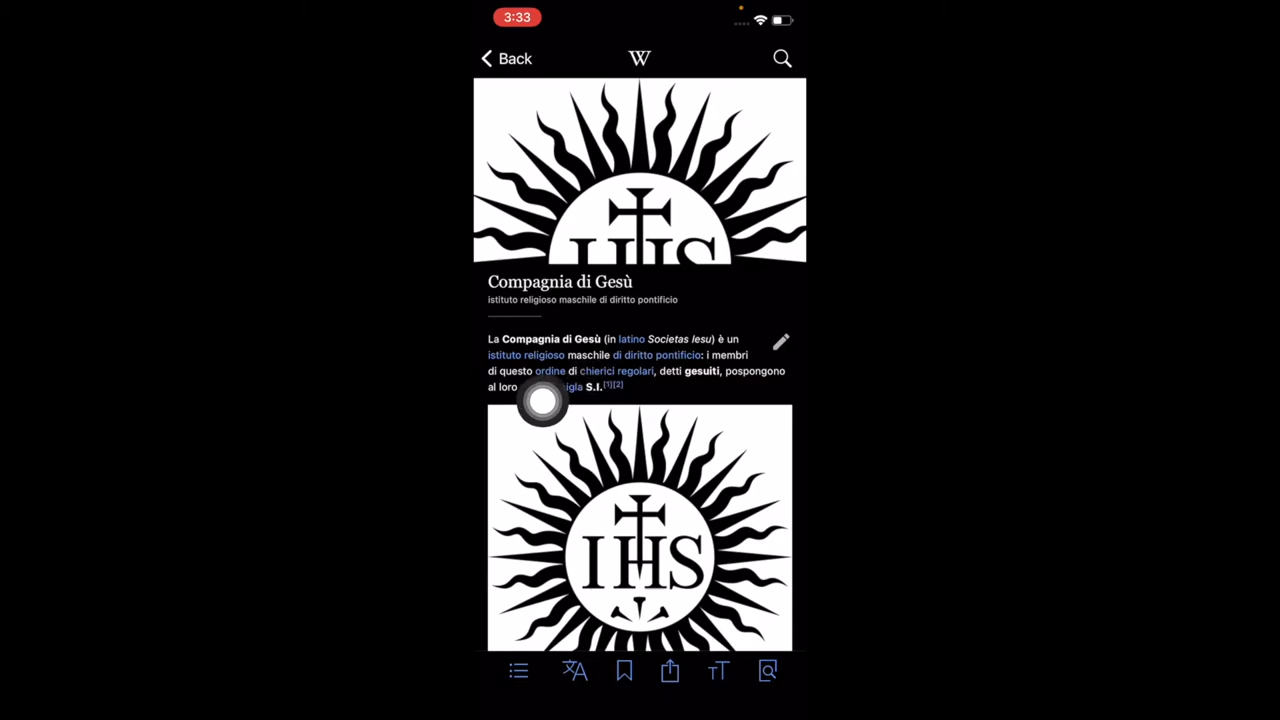 3:33
Back
W
IHS
Compagnia di Gesù
istituto religioso maschile di diritto pontificio
La Compagnia di Gesù (in latino Societas Iesu) è un
istituto religioso maschile di diritto pontificio: i membri
di questo ordine di chierici regolari, detti gesuiti, pospongono
al loro igla S.I.[1][2]
IHS